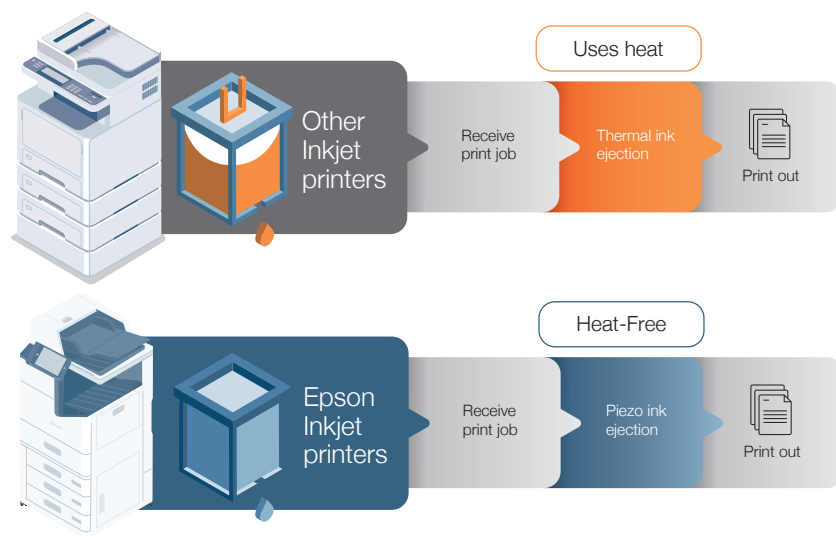 Uses heat
Other
Inkjet
printers
Receive
print job
Thermal ink
ejection
Print out
Heat-Free
Epson
Inkjet
printers
Receive
print job
Piezo ink
ejection
Print out